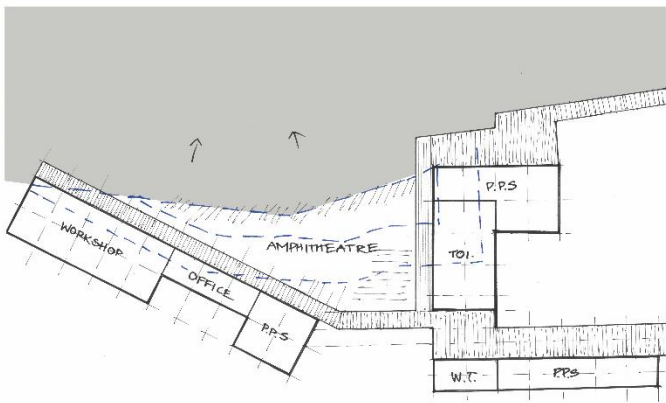 P.P.S
WORKSHOP
AMPHITHEATRE
TOI.
OFFICE
P.P.S
W.T.
P.P.S